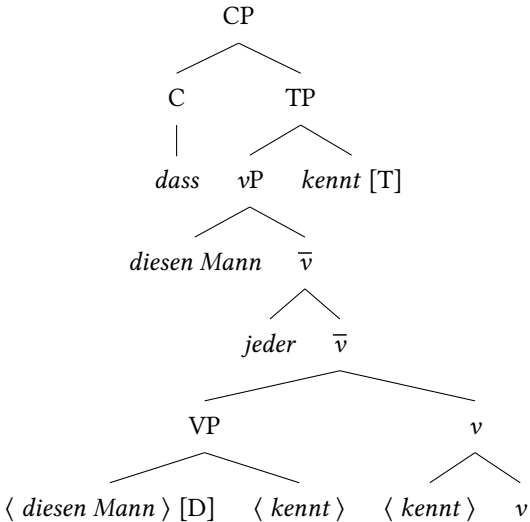 CP
C TP
dass vP kennt [T]
diesen Mann v̅
jeder v̅
VP v
⟨ diesen Mann ⟩ [D] ⟨ kennt ⟩ ⟨ kennt ⟩ v